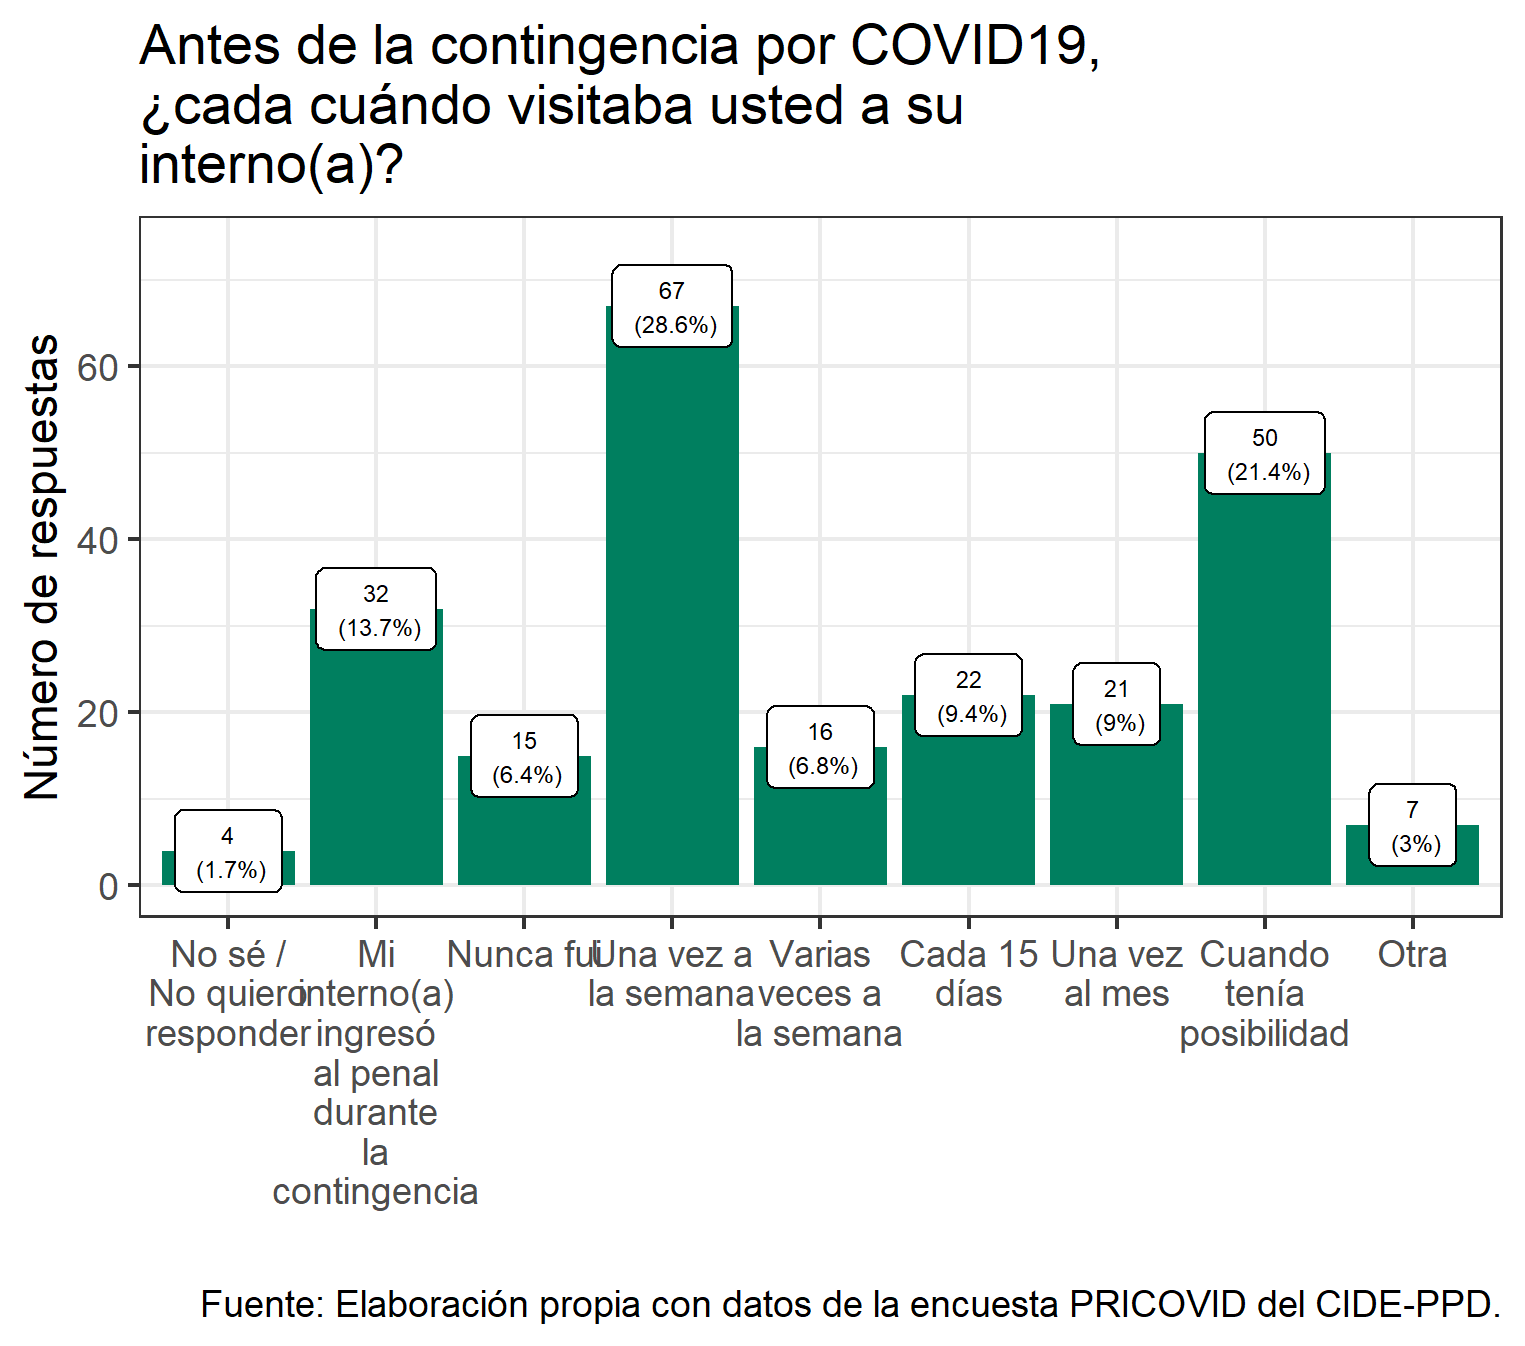 Antes de la contingencia por COVID19,
¿cada cuándo visitaba usted a su
interno(a)?
Número de respuestas
60
40
20
0
67
(28.6%)
50
(21.4%)
32
(13.7%)
22
(9.4%)
21
(9%)
16
(6.8%)
15
(6.4%)
7
(3%)
4
(1.7%)
No sé /
No quiero
responder
Mi
interno(a)
ingresó
al penal
durante
la
contingencia
Nunca fui
Una vez a
la semana
Varias
veces a
la semana
Cada 15
días
Una vez
al mes
Cuando
tenía
posibilidad
Otra
Fuente: Elaboración propia con datos de la encuesta PRICOVID del CIDE-PPD.